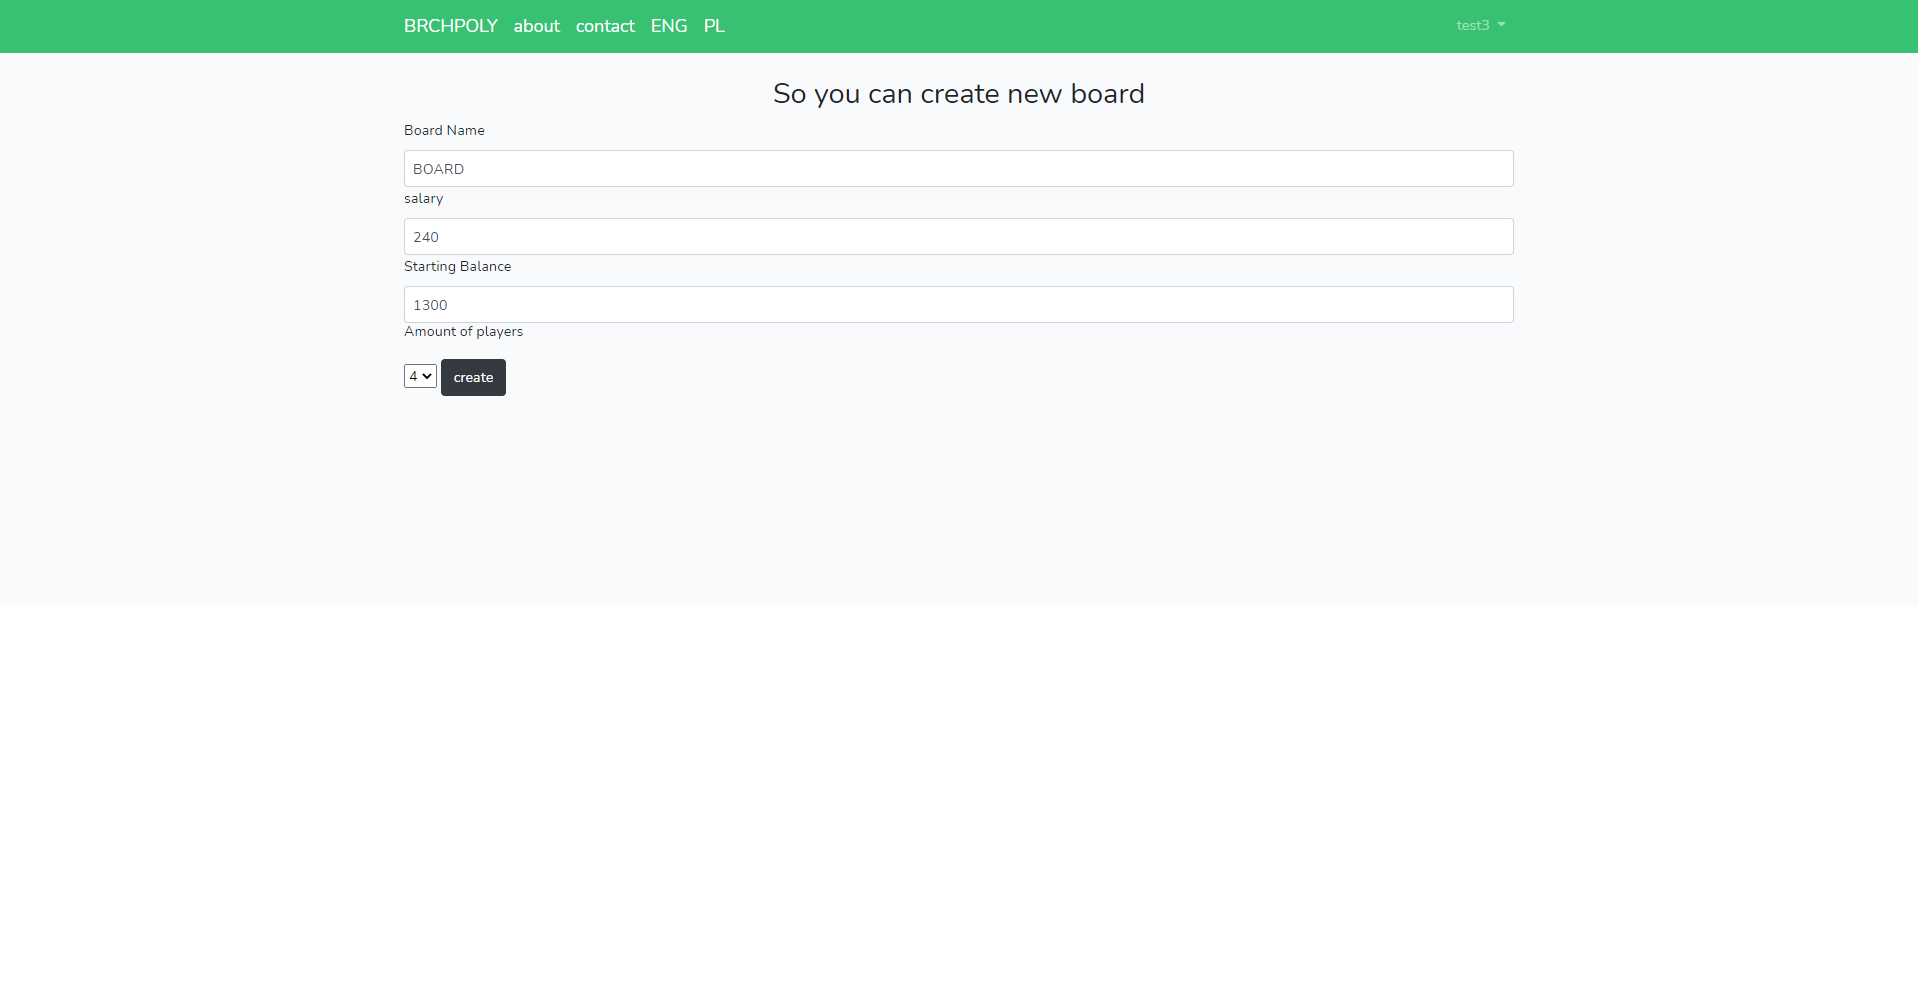 BRCHPOLY about contact ENG PL test3
So you can create new board
Board Name
BOARD
salary
240
Starting Balance
1300
Amount of players
4 create